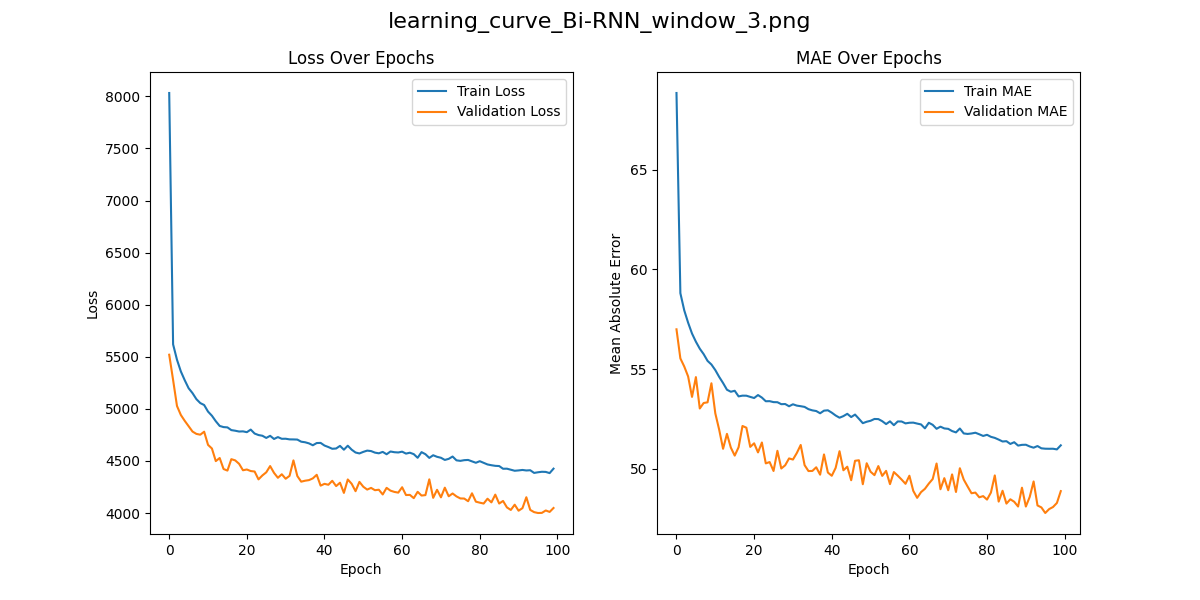 learning_curve_Bi-RNN_window_3.png
Loss Over Epochs
Train Loss
Validation Loss
8000
7500
7000
6500
6000
5500
5000
4500
4000
Loss
0 20 40 60 80 100
Epoch
MAE Over Epochs
Train MAE
Validation MAE
65
60
55
50
Mean Absolute Error
0 20 40 60 80 100
Epoch